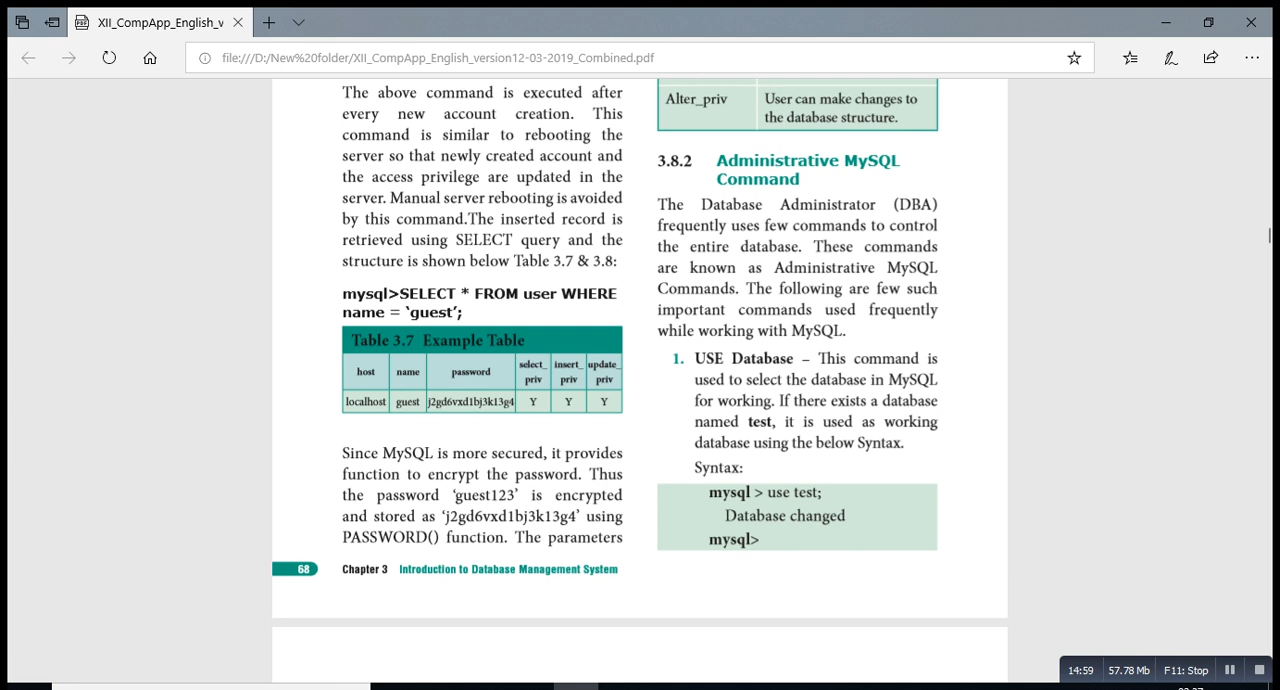 XII_CompApp_English_v
file:///D:/New%20folder/XII_CompApp_English_version12-03-2019_Combined.pdf
The above command is executed after
every new account creation. This
command is similar to rebooting the
server so that newly created account and
the access privilege are updated in the
server. Manual server rebooting is avoided
by this command.The inserted record is
retrieved using SELECT query and the
structure is shown below Table 3.7 & 3.8:
mysql>SELECT * FROM user WHERE
name = ‘guest’;
Table 3.7 Example Table
host name password select_ priv insert_ priv update_ priv
localhost guest j2gd6vxd1bj3k13g4 Y Y Y
Since MySQL is more secured, it provides
function to encrypt the password. Thus
the password ‘guest123’ is encrypted
and stored as ‘j2gd6vxd1bj3k13g4’ using
PASSWORD() function. The parameters
Alter_priv User can make changes to
the database structure.
3.8.2 Administrative MySQL
Command
The Database Administrator (DBA)
frequently uses few commands to control
the entire database. These commands
are known as Administrative MySQL
Commands. The following are few such
important commands used frequently
while working with MySQL.
1. USE Database – This command is
used to select the database in MySQL
for working. If there exists a database
named test, it is used as working
database using the below Syntax.
Syntax:
mysql > use test;
Database changed
mysql>
68 Chapter 3 Introduction to Database Management System
14:59 57.78 Mb F11: Stop